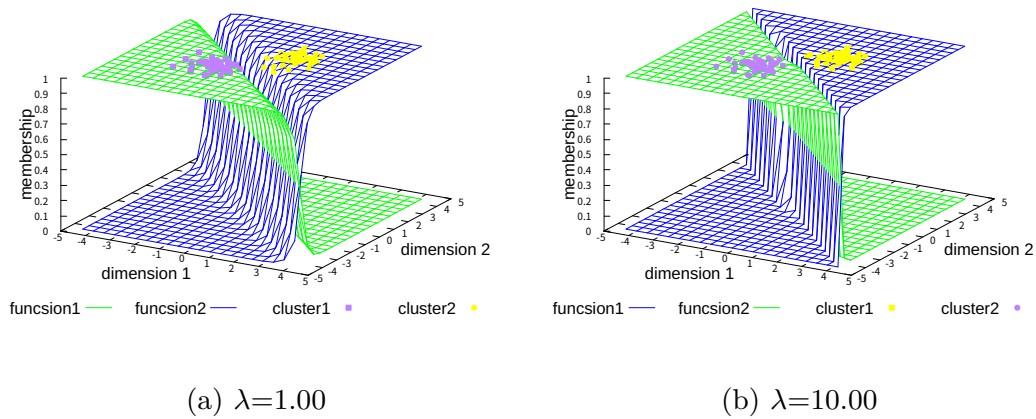 membership
1
0.9
0.8
0.7
0.6
0.5
0.4
0.3
0.2
0.1
0
-5 -4 -3 -2 -1 0 1 2 3 4 5
dimension 1
-5 -4 -3 -2 -1 0 1 2 3 4 5
dimension 2
funcsion1 funcsion2 cluster1 cluster2
(a) λ=1.00
membership
1
0.9
0.8
0.7
0.6
0.5
0.4
0.3
0.2
0.1
0
-5 -4 -3 -2 -1 0 1 2 3 4 5
dimension 1
-5 -4 -3 -2 -1 0 1 2 3 4 5
dimension 2
funcsion1 funcsion2 cluster1 cluster2
(b) λ=10.00